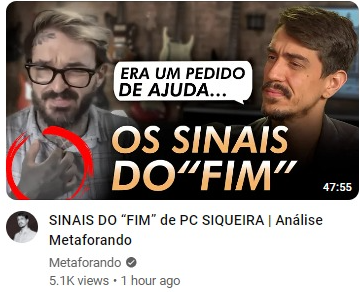 ERA UM PEDIDO
DE AJUDA...
OS SINAIS
DO“FIM”
47:55
SINAIS DO “FIM” de PC SIQUEIRA | Análise
Metaforando
Metaforando
5.1K views • 1 hour ago